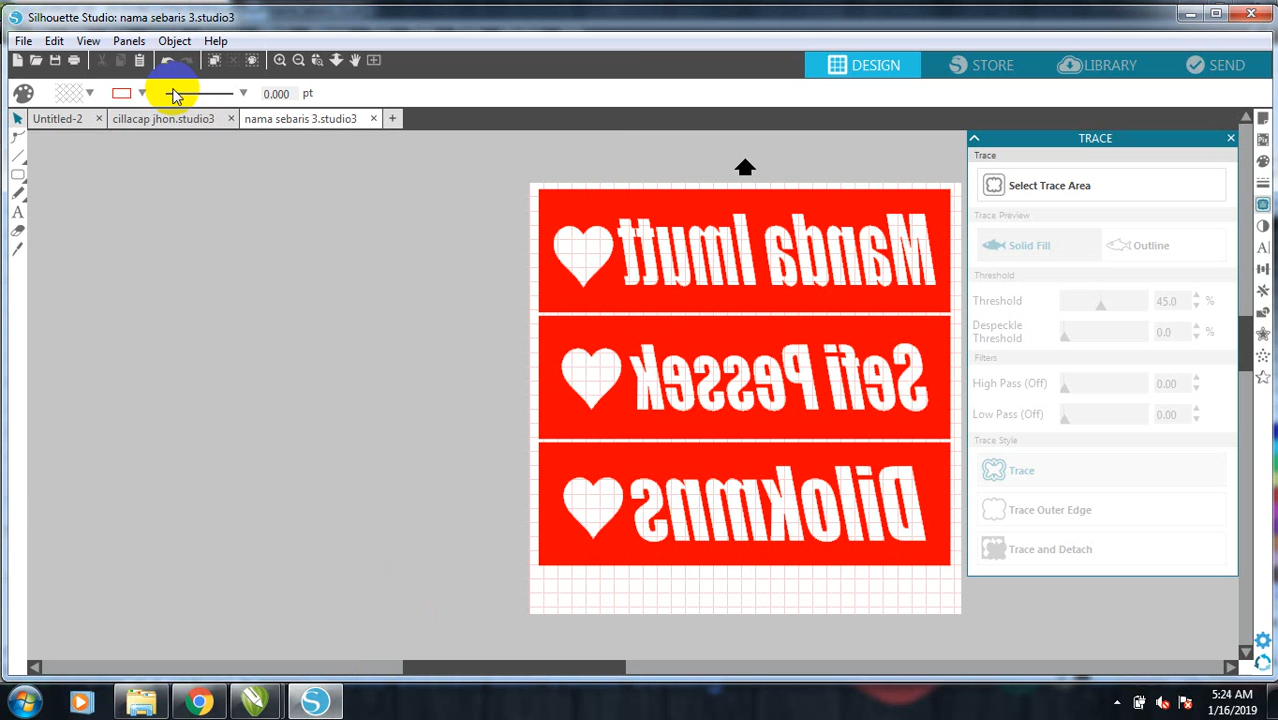 Silhouette Studio: nama sebaris 3.studio3
File Edit View Panels Object Help
DESIGN STORE LIBRARY SEND
0.000 pt
Untitled-2 cillacap jhon.studio3 nama sebaris 3.studio3
TRACE
Trace
Select Trace Area
Trace Preview
Solid Fill Outline
Threshold
Threshold 45.0 %
Despeckle
Threshold 0.0 %
Filters
High Pass (Off) 0.00
Low Pass (Off) 0.00
Trace Style
Trace
Trace Outer Edge
Trace and Detach
Manda Imutt
Sefi Pessek
Dilokmns
5:24 AM
1/16/2019